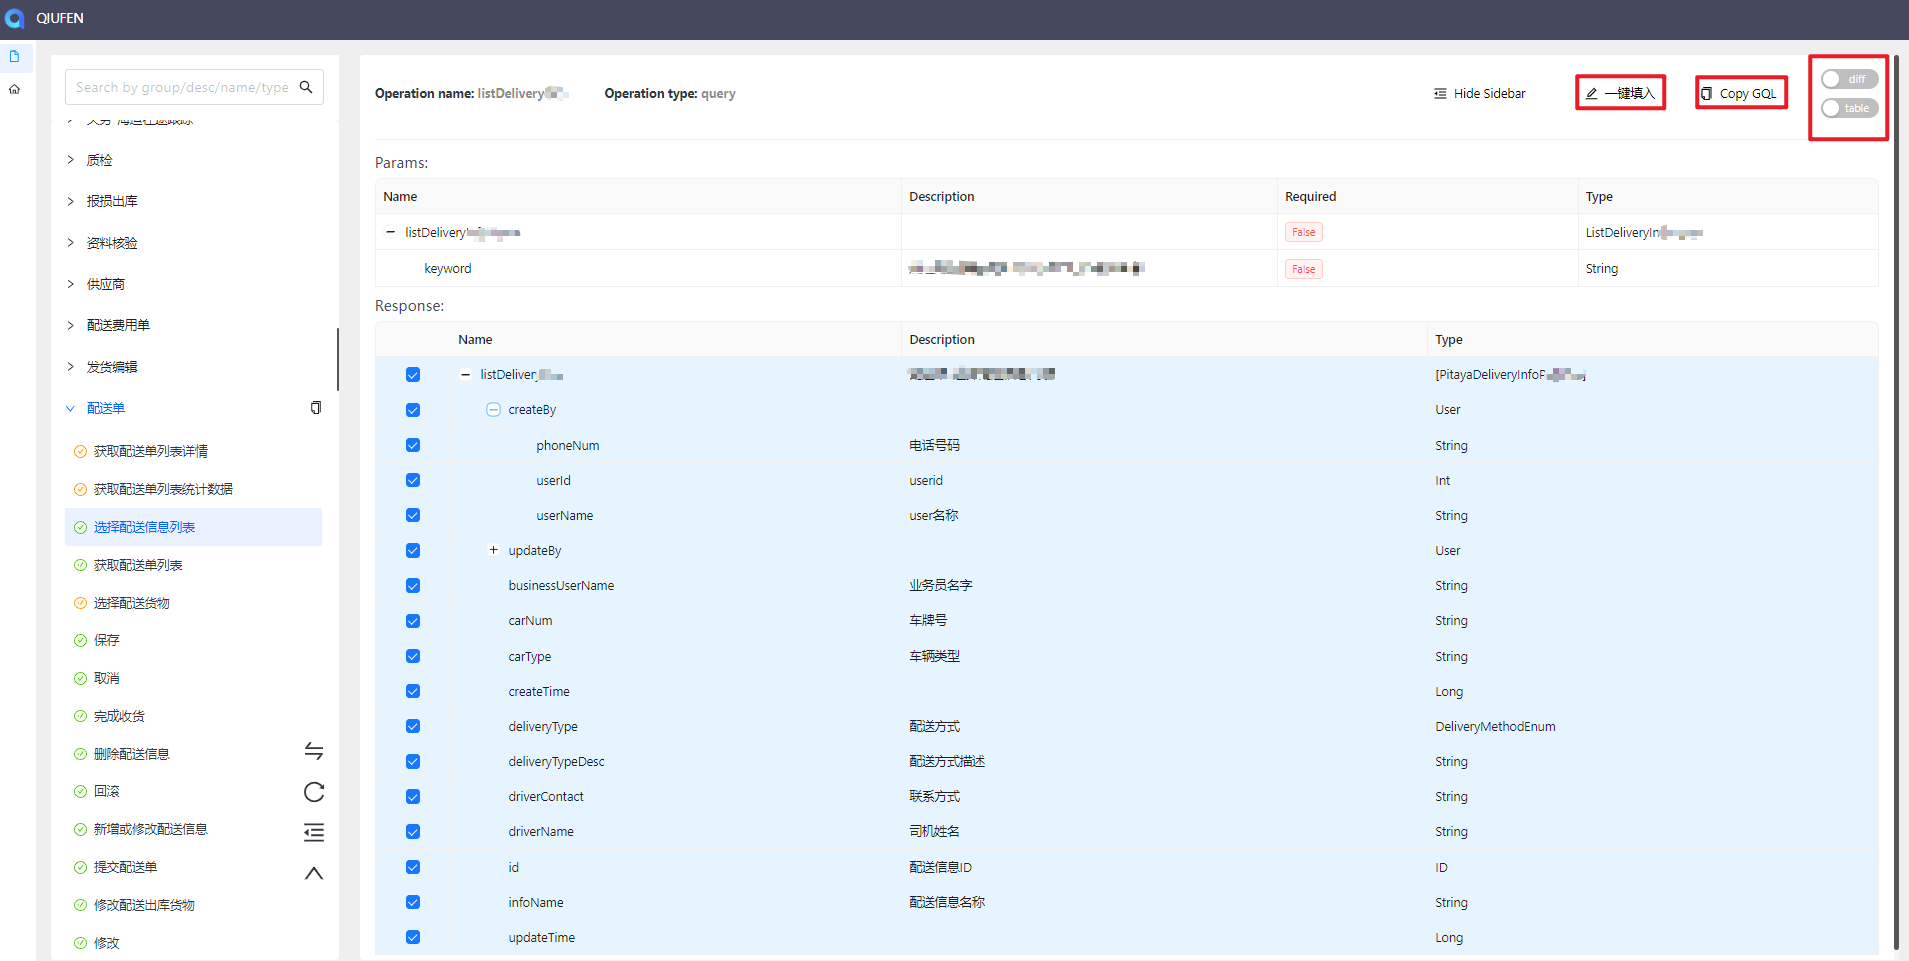 QIUFEN
Search by group/desc/name/type
质检
报损出库
资料核验
供应商
配送费用单
发货编辑
配送单
获取配送单列表详情
获取配送单列表统计数据
选择配送信息列表
获取配送单列表
选择配送货物
保存
取消
完成收货
删除配送信息
回滚
新增或修改配送信息
提交配送单
修改配送出库货物
修改
Operation name: listDelivery
Operation type: query
Hide Sidebar
一键填入
Copy GQL
diff
table
Params:
Name Description Required Type
listDelivery False ListDeliveryIn
keyword False String
Response:
Name Description Type
listDelivery [PitayaDeliveryInfoP
createBy User
phoneNum 电话号码 String
userId userid Int
userName user名称 String
updateBy User
businessUserName 业务员名字 String
carNum 车牌号 String
carType 车辆类型 String
createTime Long
deliveryType 配送方式 DeliveryMethodEnum
deliveryTypeDesc 配送方式描述 String
driverContact 联系方式 String
driverName 司机姓名 String
id 配送信息ID ID
infoName 配送信息名称 String
updateTime Long